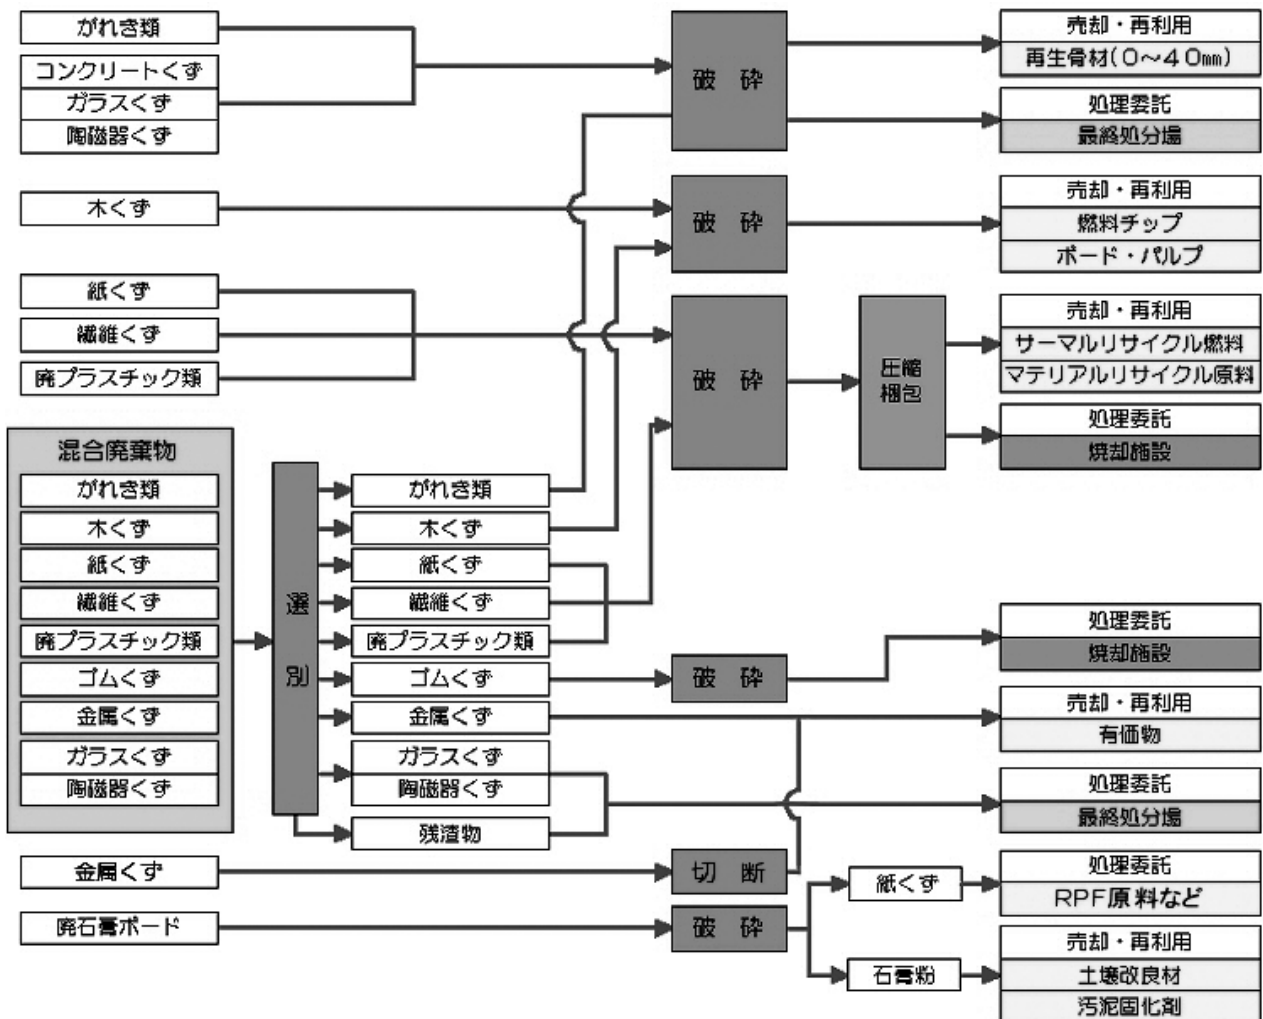 がれき類
コンクリートくず
ガラスくず
陶磁器くず
木くず
紙くず
繊維くず
廃プラスチック類
混合廃棄物
がれき類
木くず
紙くず
繊維くず
廃プラスチック類
ゴムくず
金属くず
ガラスくず
陶磁器くず
金属くず
廃石膏ボード
選別
がれき類
木くず
紙くず
繊維くず
廃プラスチック類
ゴムくず
金属くず
ガラスくず
陶磁器くず
残渣物
破砕
破砕
破砕
圧縮
梱包
破砕
切断
破砕
紙くず
石膏粉
売却・再利用
再生骨材(0~40㎜)
処理委託
最終処分場
売却・再利用
燃料チップ
ボード・パルプ
売却・再利用
サーマルリサイクル燃料
マテリアルリサイクル原料
処理委託
焼却施設
処理委託
焼却施設
売却・再利用
有価物
処理委託
最終処分場
処理委託
RPF原料など
売却・再利用
土壌改良材
汚泥固化剤